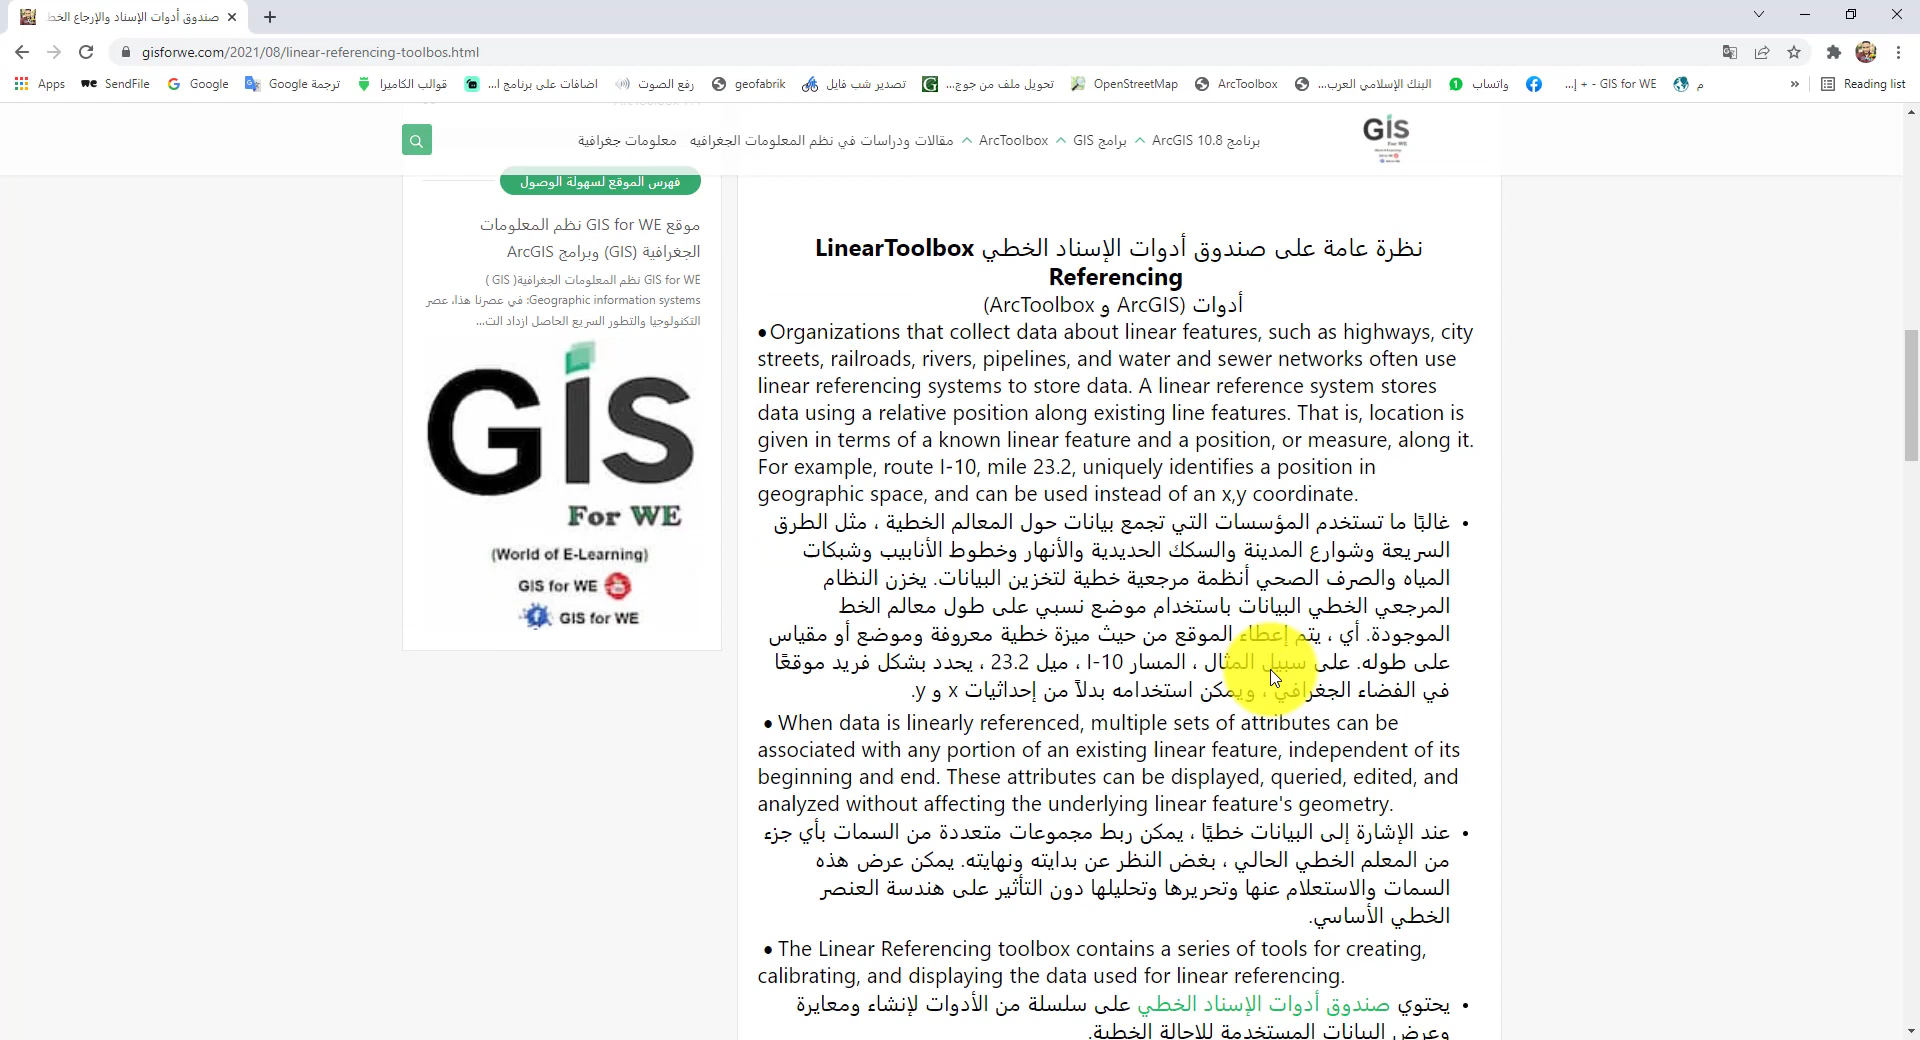 صندوق أدوات الإسناد والإرجاع الخط
gisforwe.com/2021/08/linear-referencing-toolbos.html
Apps
SendFile
Google
ترجمة Google
قوالب الكاميرا
اضافات على برنامج ا...
رفع الصوت
geofabrik
تصدير شب فايل
تحويل ملف من جوج...
OpenStreetMap
ArcToolbox
البنك الإسلامي العرب...
واتساب
GIS for WE - + إ...
م
»
Reading list
برنامج ArcGIS 10.8
برامج GIS
ArcToolbox
مقالات ودراسات في نظم المعلومات الجغرافيه
معلومات جغرافية
GIS
For WE
فهرس الموقع لسهولة الوصول
موقع GIS for WE نظم المعلومات
الجغرافية (GIS) وبرامج ArcGIS
GIS for WE نظم المعلومات الجغرافية( GIS )
Geographic information systems: في عصرنا هذا، عصر
التكنولوجيا والتطور السريع الحاصل ازداد الت...
GIS
For WE
(World of E-Learning)
GIS for WE
GIS for WE
نظرة عامة على صندوق أدوات الإسناد الخطي LinearToolbox
Referencing
أدوات (ArcGIS و ArcToolbox)
• Organizations that collect data about linear features, such as highways, city
streets, railroads, rivers, pipelines, and water and sewer networks often use
linear referencing systems to store data. A linear reference system stores
data using a relative position along existing line features. That is, location is
given in terms of a known linear feature and a position, or measure, along it.
For example, route I-10, mile 23.2, uniquely identifies a position in
geographic space, and can be used instead of an x,y coordinate.
• غالبًا ما تستخدم المؤسسات التي تجمع بيانات حول المعالم الخطية ، مثل الطرق
السريعة وشوارع المدينة والسكك الحديدية والأنهار وخطوط الأنابيب وشبكات
المياه والصرف الصحي أنظمة مرجعية خطية لتخزين البيانات. يخزن النظام
المرجعي الخطي البيانات باستخدام موضع نسبي على طول معالم الخط
الموجودة. أي ، يتم إعطاء الموقع من حيث ميزة خطية معروفة وموضع أو مقياس
على طوله. على سبيل المثال ، المسار I-10 ، ميل 23.2 ، يحدد بشكل فريد موقعًا
في الفضاء الجغرافي ، ويمكن استخدامه بدلاً من إحداثيات x و y.
• When data is linearly referenced, multiple sets of attributes can be
associated with any portion of an existing linear feature, independent of its
beginning and end. These attributes can be displayed, queried, edited, and
analyzed without affecting the underlying linear feature's geometry.
• عند الإشارة إلى البيانات خطيًا ، يمكن ربط مجموعات متعددة من السمات بأي جزء
من المعلم الخطي الحالي ، بغض النظر عن بدايته ونهايته. يمكن عرض هذه
السمات والاستعلام عنها وتحريرها وتحليلها دون التأثير على هندسة العنصر
الخطي الأساسي.
• The Linear Referencing toolbox contains a series of tools for creating,
calibrating, and displaying the data used for linear referencing.
• يحتوي صندوق أدوات الإسناد الخطي على سلسلة من الأدوات لإنشاء ومعايرة
وعرض البيانات المستخدمة للإحالة الخطية.